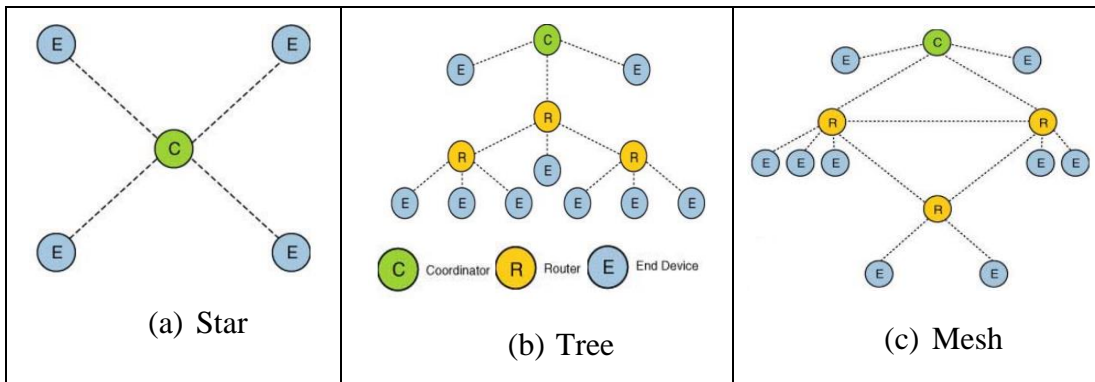 E E
C
E E
(a) Star
C
E E
R
R R
E
E E E E E E
C Coordinator R Router E End Device
(b) Tree
C
E E
R R
E E E E E
R
E E
(c) Mesh